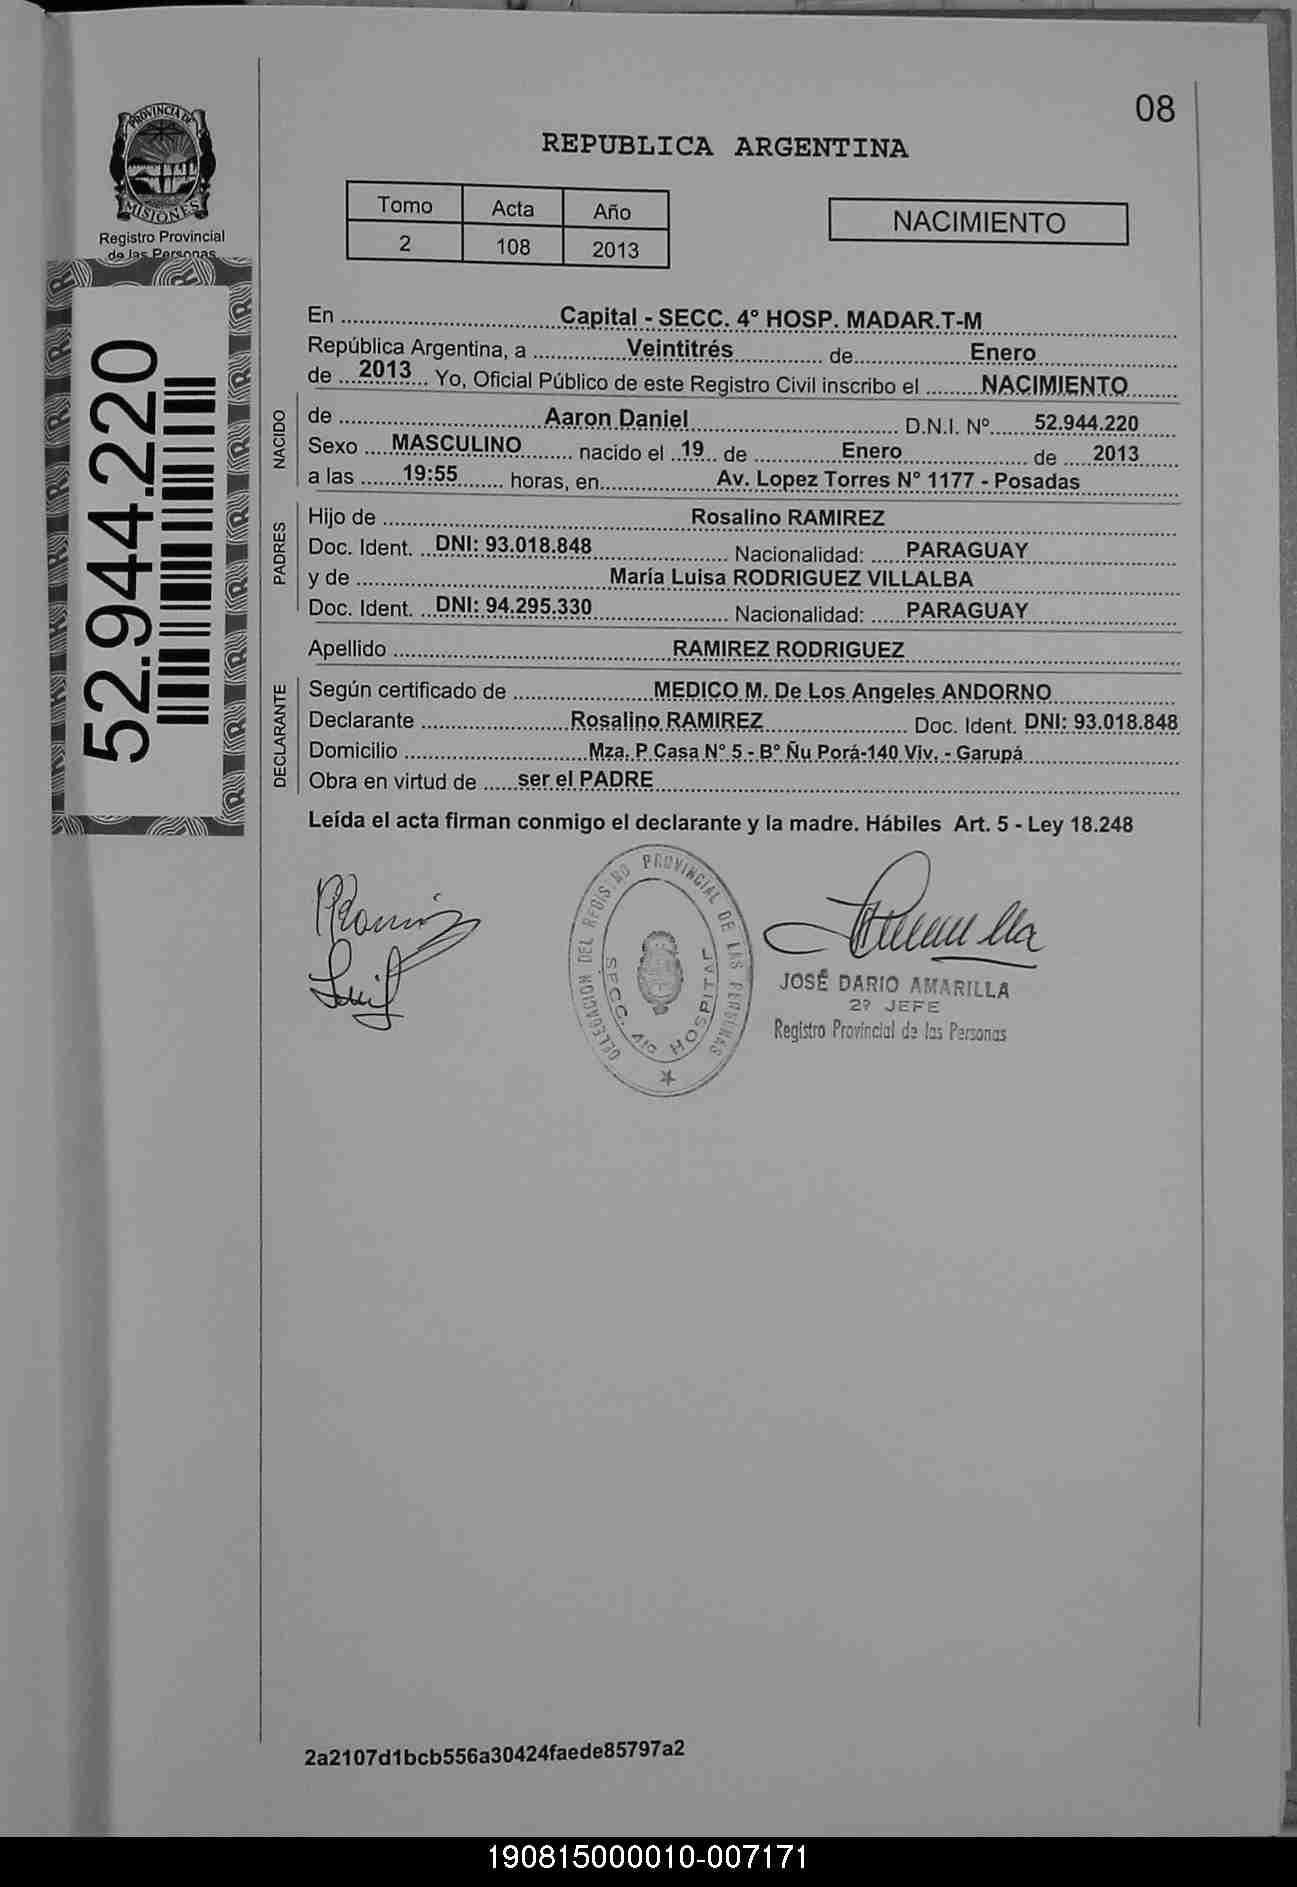 08
PROVINCIA DE
MISIONES
Registro Provincial
de las Personas
REPUBLICA ARGENTINA
Tomo Acta Año
2 108 2013
NACIMIENTO
52.944.220
En Capital - SECC. 4º HOSP. MADAR.T-M
República Argentina, a Veintitrés de Enero
de 2013 Yo, Oficial Público de este Registro Civil inscribo el NACIMIENTO
NACIDO
de Aaron Daniel D.N.I. Nº 52.944.220
Sexo MASCULINO nacido el 19 de Enero de 2013
a las 19:55 horas, en Av. Lopez Torres N° 1177 - Posadas
PADRES
Hijo de Rosalino RAMIREZ
Doc. Ident. DNI: 93.018.848 Nacionalidad: PARAGUAY
y de María Luisa RODRIGUEZ VILLALBA
Doc. Ident. DNI: 94.295.330 Nacionalidad: PARAGUAY
Apellido RAMIREZ RODRIGUEZ
DECLARANTE
Según certificado de MEDICO M. De Los Angeles ANDORNO
Declarante Rosalino RAMIREZ Doc. Ident. DNI: 93.018.848
Domicilio Mza. P Casa N° 5 - B° Ñu Porá-140 Viv. - Garupá
Obra en virtud de ser el PADRE
Leída el acta firman conmigo el declarante y la madre. Hábiles Art. 5 - Ley 18.248
DELEGACION DEL REGISTRO PROVINCIAL DE LAS PERSONAS
SECC. 4ta HOSPITAL
JOSÉ DARIO AMARILLA
2º JEFE
Registro Provincial de las Personas
2a2107d1bcb556a30424faede85797a2
190815000010-007171